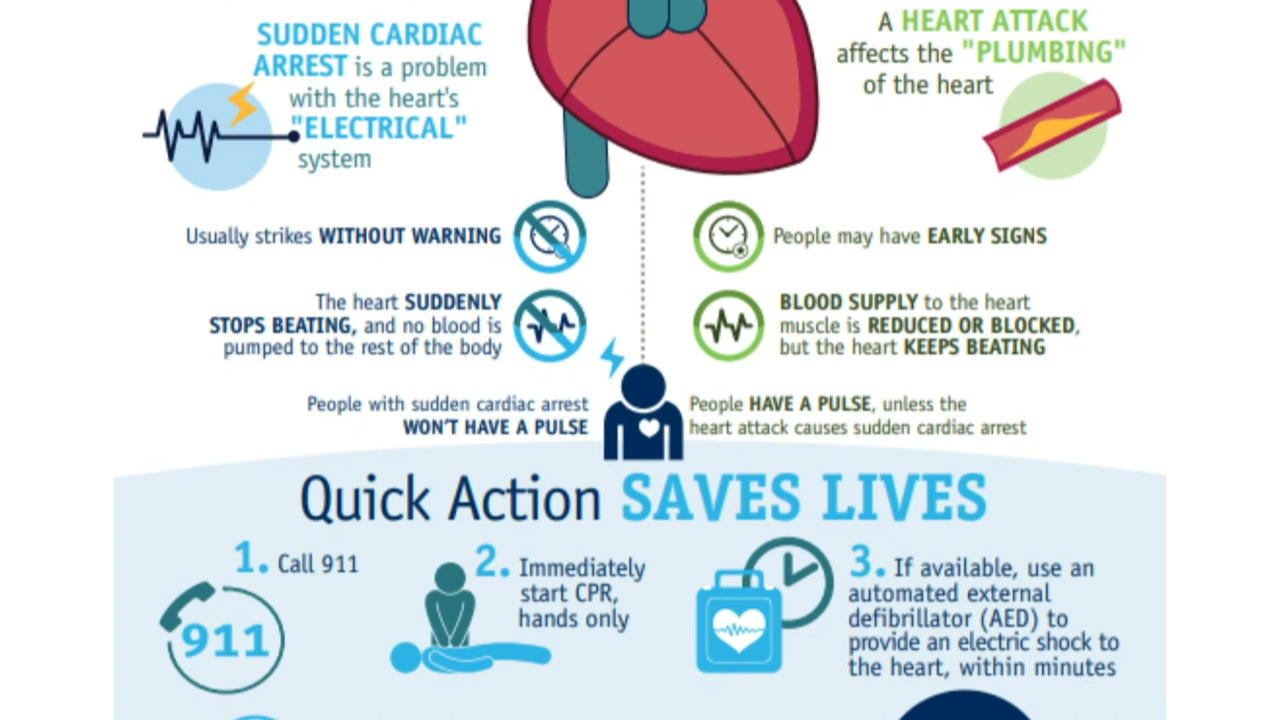 SUDDEN CARDIAC
ARREST is a problem
with the heart's
"ELECTRICAL"
system
A HEART ATTACK
affects the "PLUMBING"
of the heart
Usually strikes WITHOUT WARNING
People may have EARLY SIGNS
The heart SUDDENLY
STOPS BEATING, and no blood is
pumped to the rest of the body
BLOOD SUPPLY to the heart
muscle is REDUCED OR BLOCKED,
but the heart KEEPS BEATING
People with sudden cardiac arrest
WON'T HAVE A PULSE
People HAVE A PULSE, unless the
heart attack causes sudden cardiac arrest
Quick Action SAVES LIVES
1. Call 911
911
2. Immediately
start CPR,
hands only
3. If available, use an
automated external
defibrillator (AED) to
provide an electric shock to
the heart, within minutes